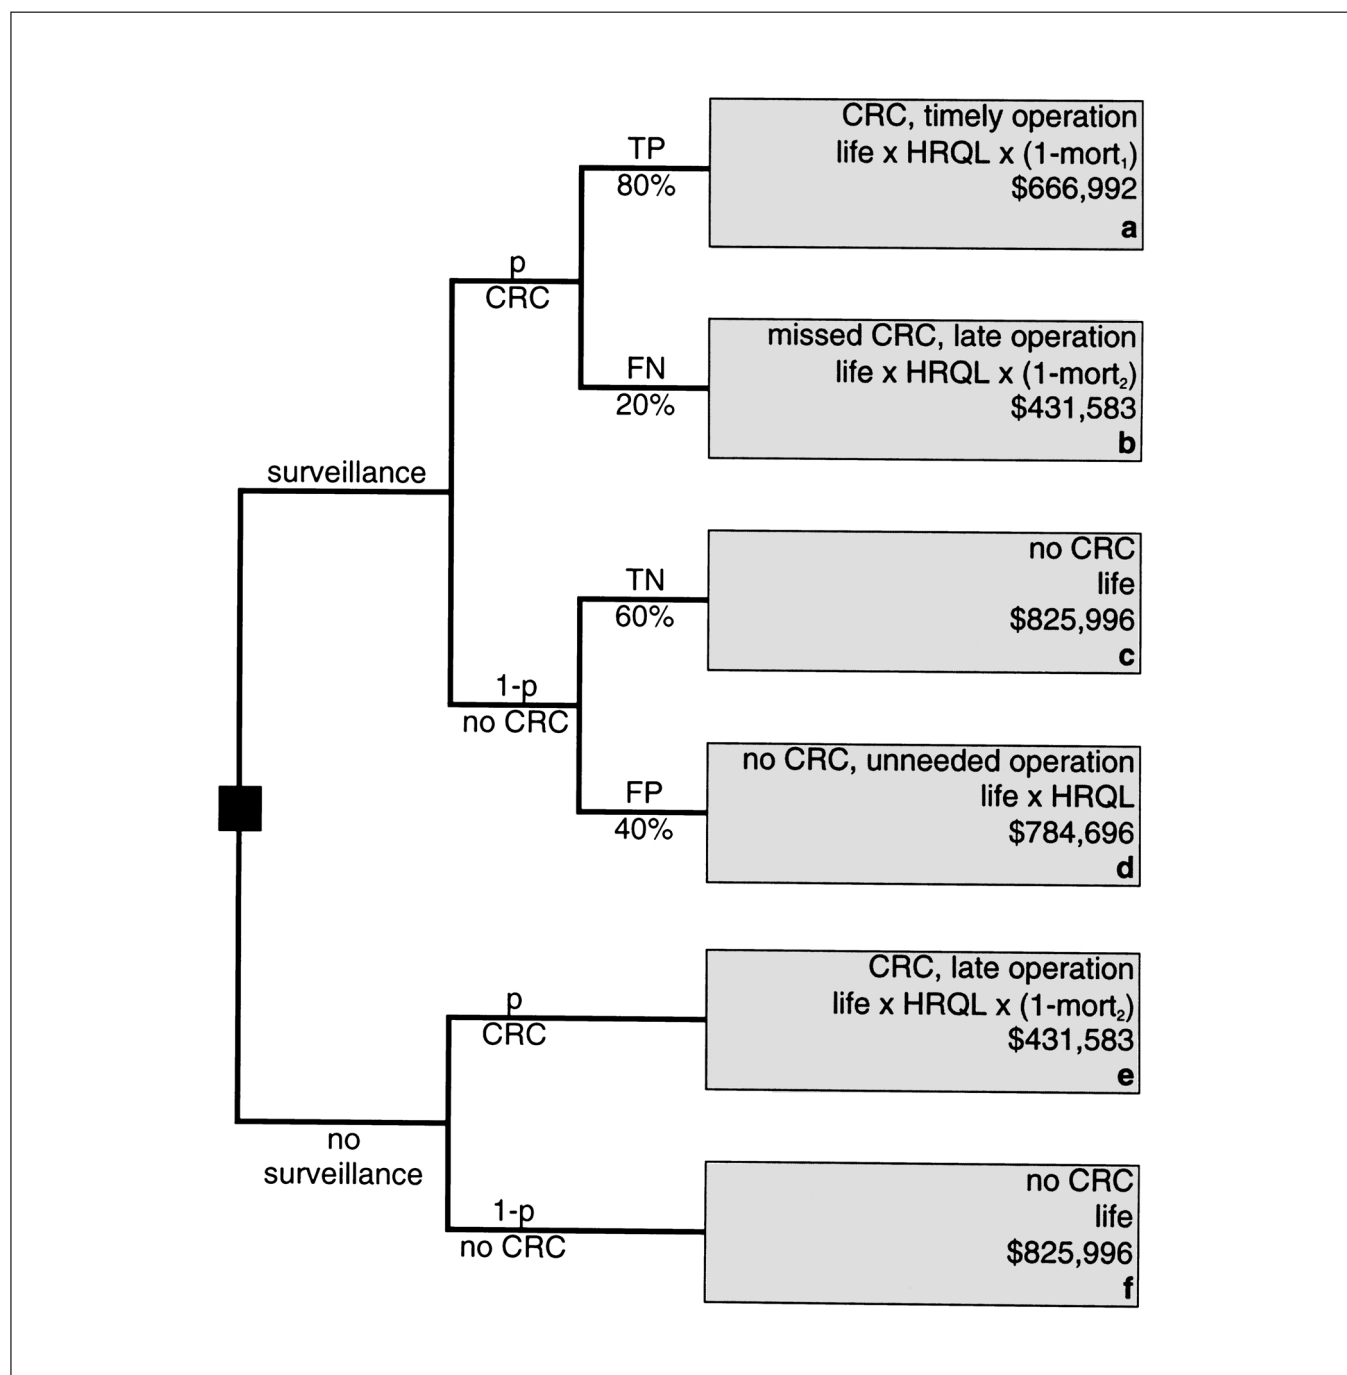 CRC, timely operation
TP
life x HRQL x (1-mort₁)
80%
$666,992
a
p
CRC
missed CRC, late operation
FN
life x HRQL x (1-mort₂)
20%
$431,583
b
surveillance
no CRC
TN
life
60%
$825,996
c
1-p
no CRC
no CRC, unneeded operation
FP
life x HRQL
40%
$784,696
d
CRC, late operation
p
life x HRQL x (1-mort₂)
CRC
$431,583
e
no
surveillance
no CRC
1-p
life
no CRC
$825,996
f